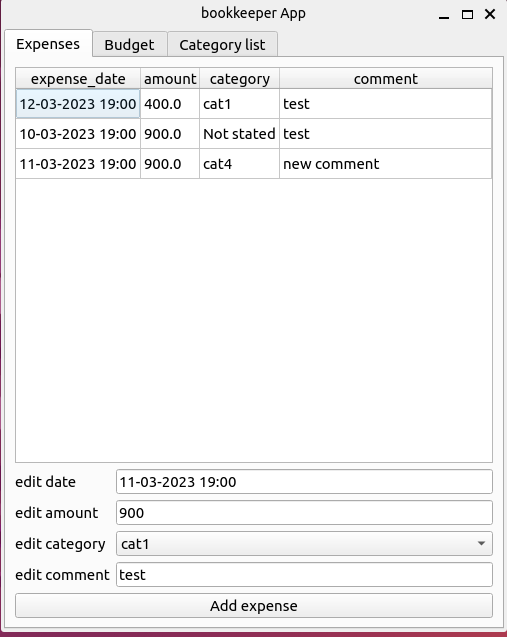 bookkeeper App
Expenses Budget Category list
expense_date amount category comment
12-03-2023 19:00 400.0 cat1 test
10-03-2023 19:00 900.0 Not stated test
11-03-2023 19:00 900.0 cat4 new comment
edit date 11-03-2023 19:00
edit amount 900
edit category cat1
edit comment test
Add expense